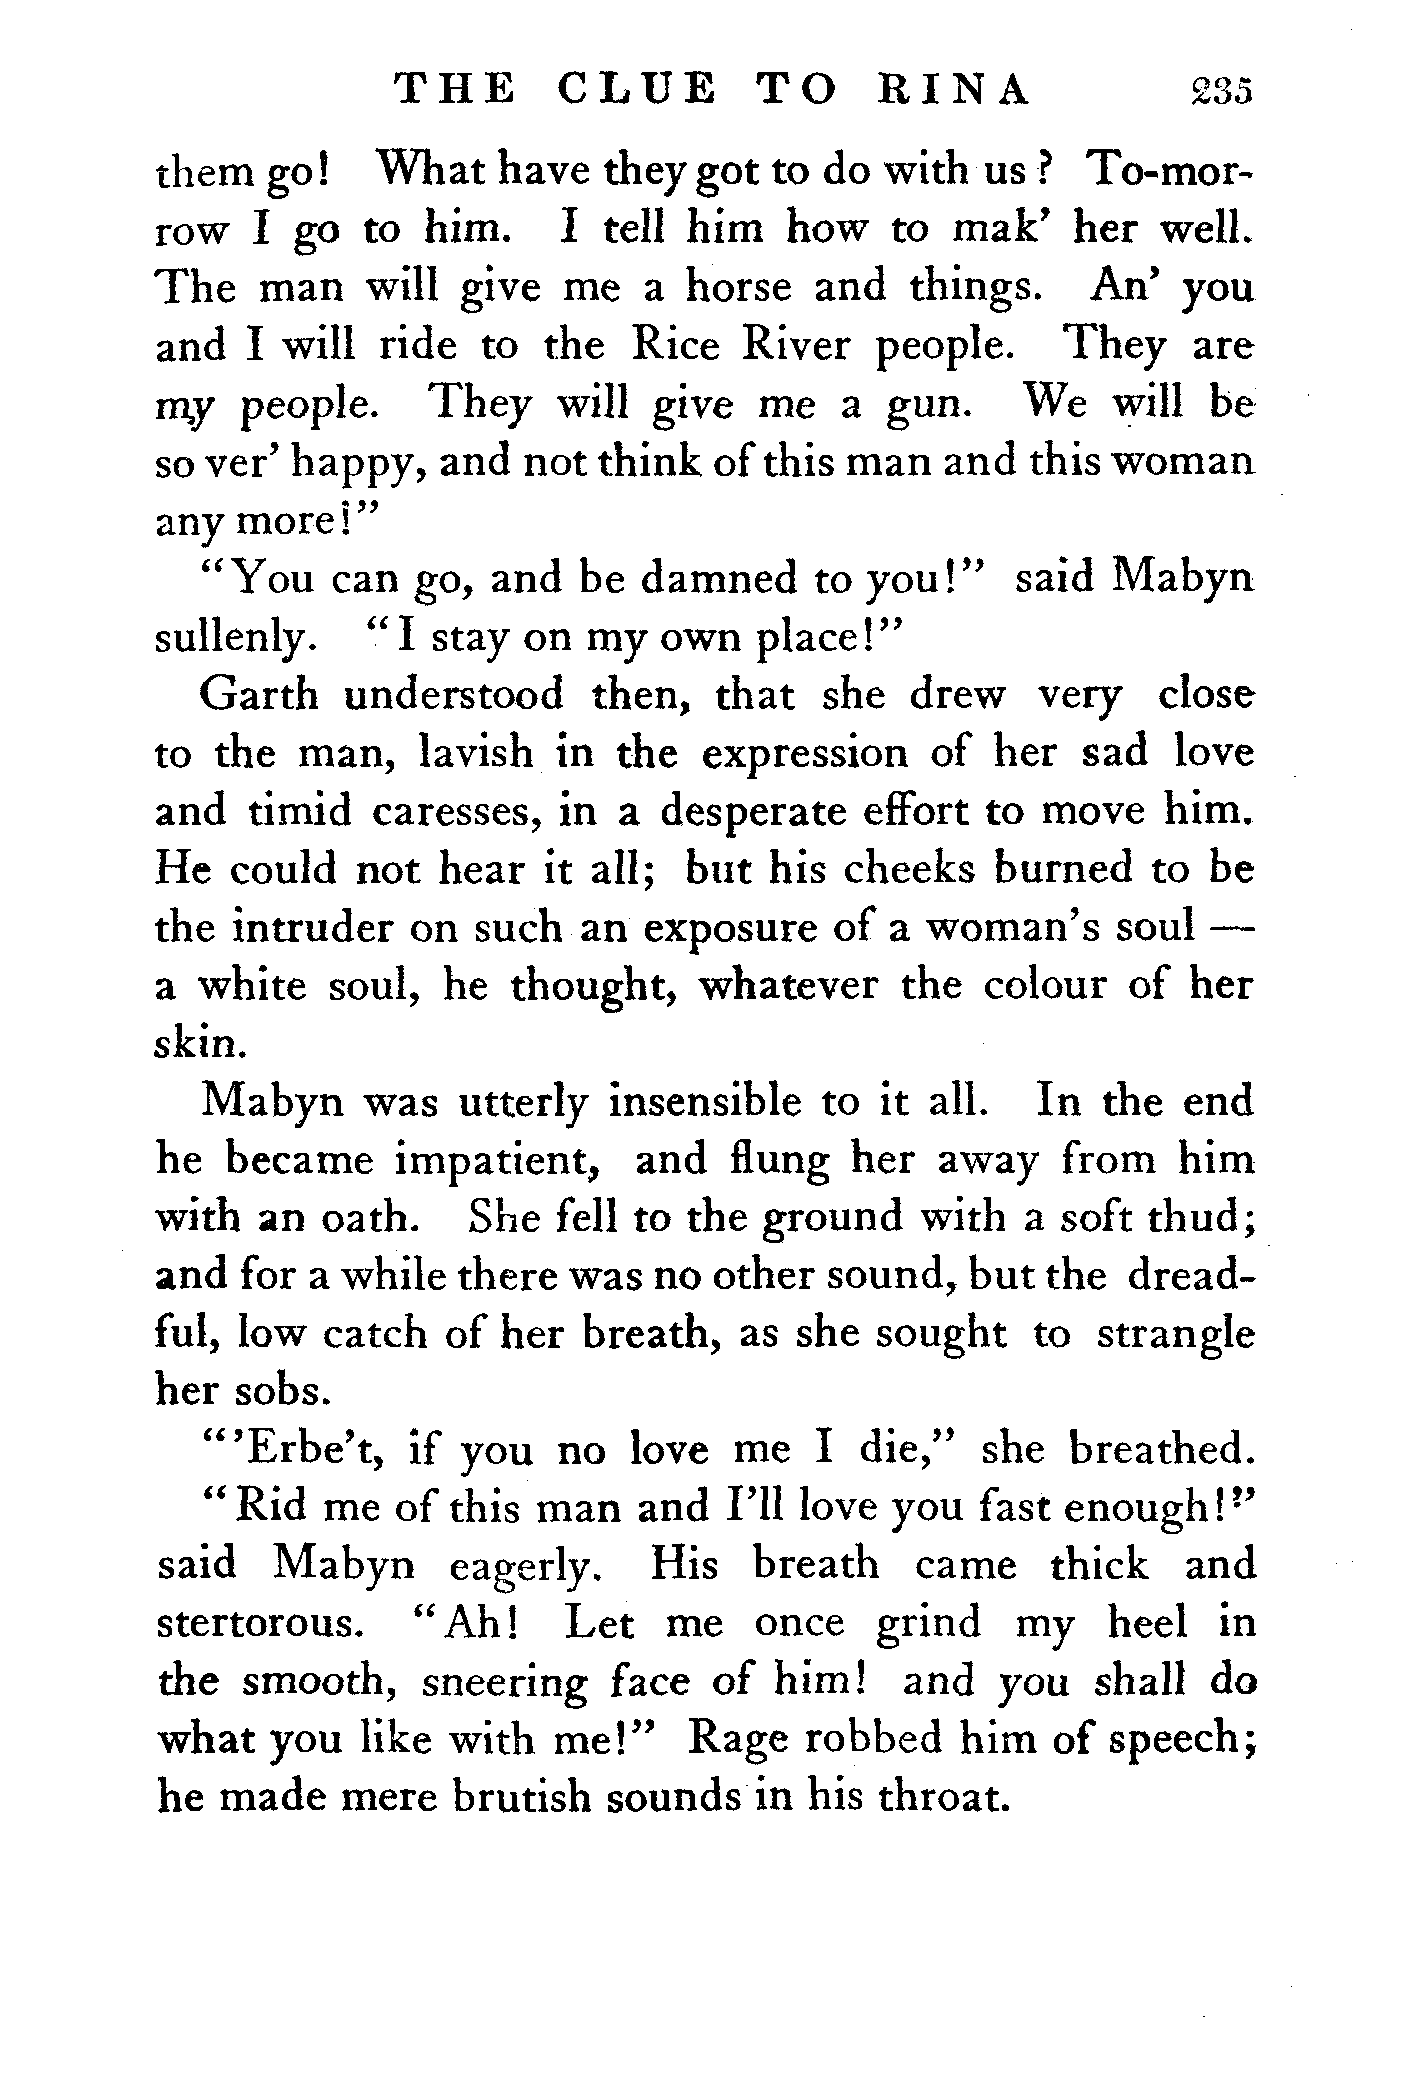 THE CLUE TO RINA 235
them go! What have they got to do with us? To-mor-
row I go to him. I tell him how to mak' her well.
The man will give me a horse and things. An' you
and I will ride to the Rice River people. They are
my people. They will give me a gun. We will be
so ver' happy, and not think of this man and this woman
any more!"
"You can go, and be damned to you!" said Mabyn
sullenly. "I stay on my own place!"
Garth understood then, that she drew very close
to the man, lavish in the expression of her sad love
and timid caresses, in a desperate effort to move him.
He could not hear it all; but his cheeks burned to be
the intruder on such an exposure of a woman's soul —
a white soul, he thought, whatever the colour of her
skin.
Mabyn was utterly insensible to it all. In the end
he became impatient, and flung her away from him
with an oath. She fell to the ground with a soft thud;
and for a while there was no other sound, but the dread-
ful, low catch of her breath, as she sought to strangle
her sobs.
"'Erbe't, if you no love me I die," she breathed.
"Rid me of this man and I'll love you fast enough!"
said Mabyn eagerly. His breath came thick and
stertorous. "Ah! Let me once grind my heel in
the smooth, sneering face of him! and you shall do
what you like with me!" Rage robbed him of speech;
he made mere brutish sounds in his throat.